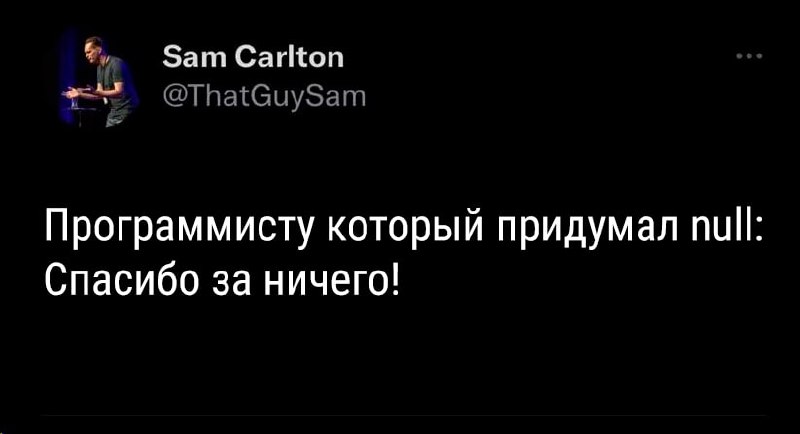 Sam Carlton
@ThatGuySam
Программисту который придумал null:
Спасибо за ничего!